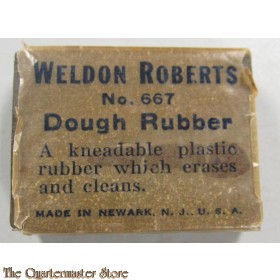 WELDON ROBERTS
No. 667
Dough Rubber
A kneadable plastic
rubber which erases
and cleans.
MADE IN NEWARK, N. J., U. S. A.
The Quartermaster Store